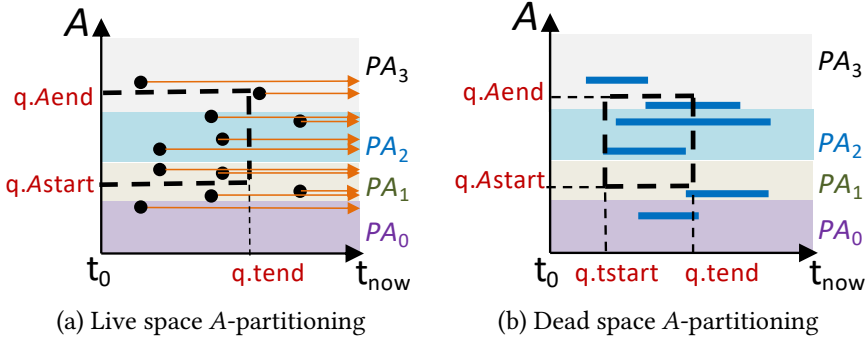 A
PA3
q.Aend
PA2
q.Astart
PA1
PA0
t0
q.tend
tnow
(a) Live space A-partitioning
A
PA3
q.Aend
PA2
q.Astart
PA1
PA0
t0
q.tstart
q.tend
tnow
(b) Dead space A-partitioning